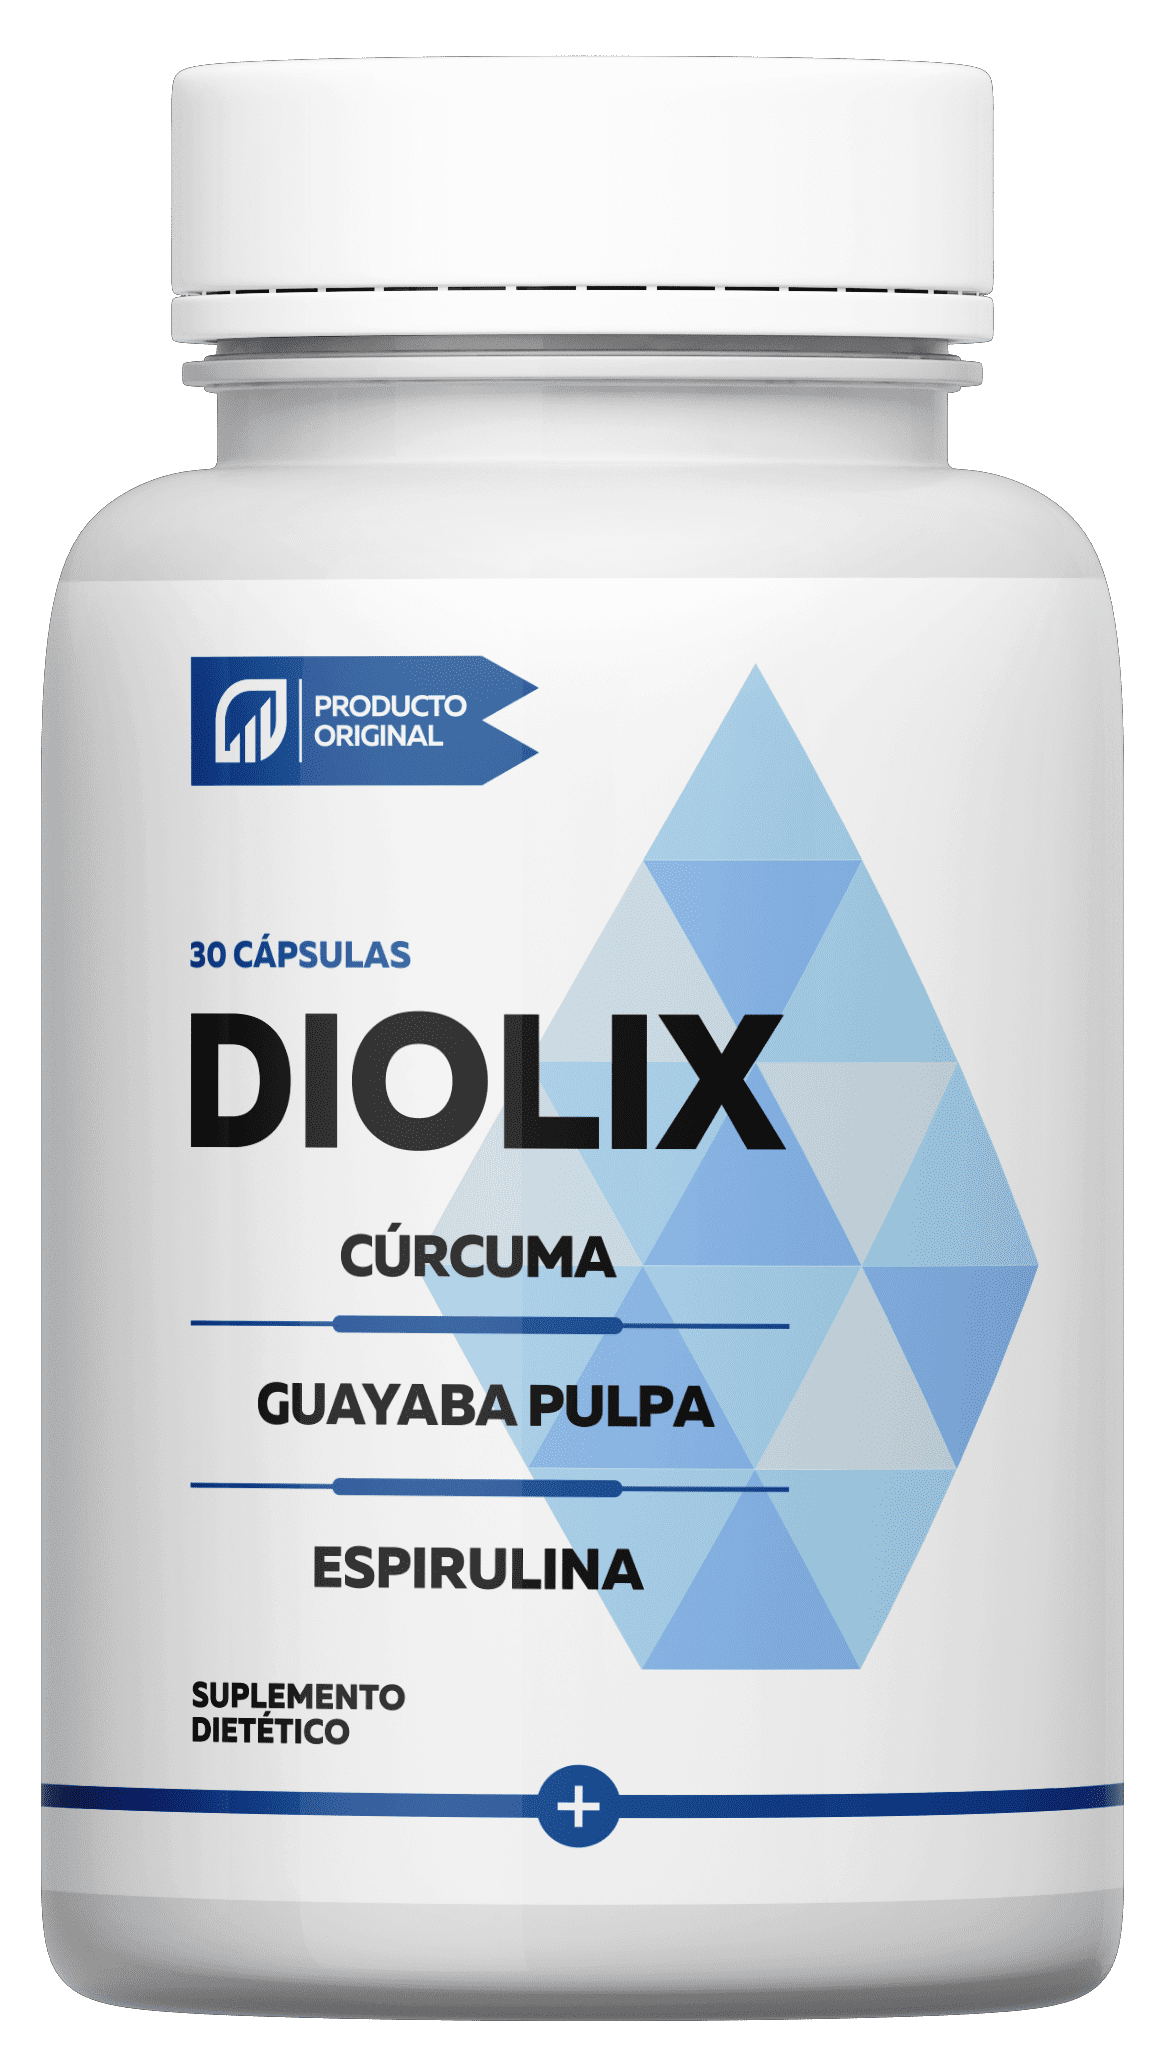 PRODUCTO
ORIGINAL
30 CÁPSULAS
DIOLIX
CÚRCUMA
GUAYABA PULPA
ESPIRULINA
SUPLEMENTO
DIETÉTICO